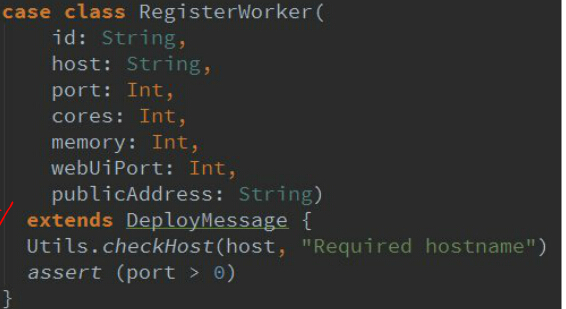 case class RegisterWorker(
    id: String,
    host: String,
    port: Int,
    cores: Int,
    memory: Int,
    webUiPort: Int,
    publicAddress: String)
  extends DeployMessage {
  Utils.checkHost(host, "Required hostname")
  assert (port > 0)
}